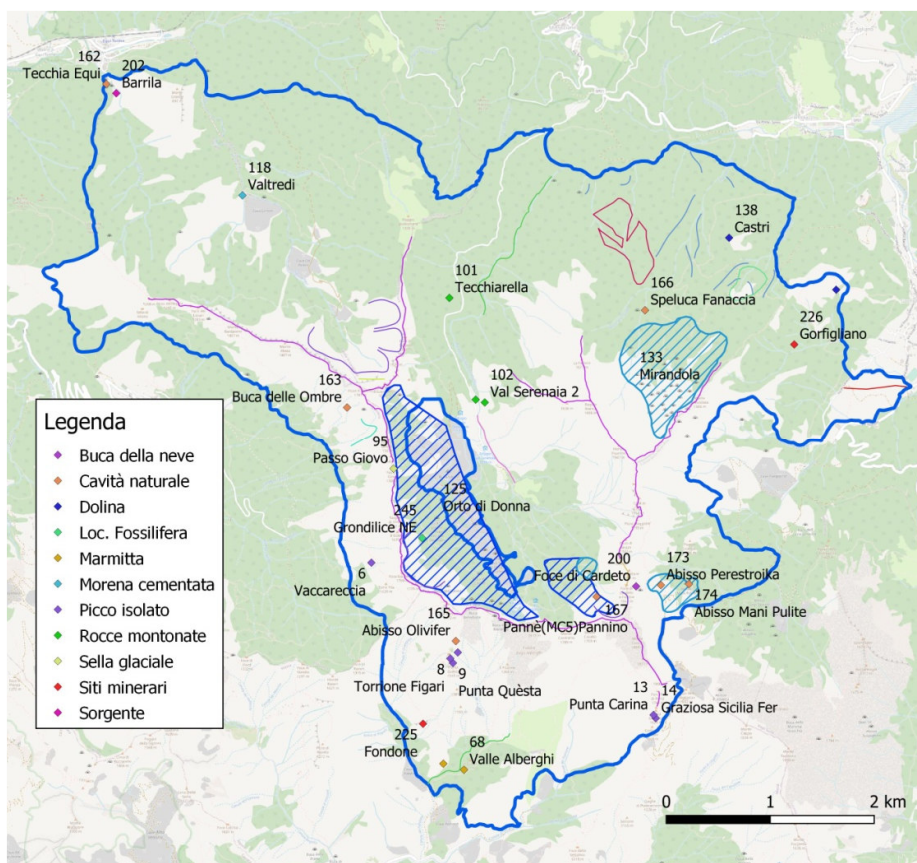 162
Tecchia Equi
202
Barrila
118
Valtredi
138
Castri
101
Tecchiarella
166
Speluca Fanaccia
226
Gorfigliano
133
Mirandola
163
Buca delle Ombre
102
Val Serenaia 2
Legenda
Buca della neve
Cavità naturale
Dolina
Loc. Fossilifera
Marmitta
Morena cementata
Picco isolato
Rocce montonate
Sella glaciale
Siti minerari
Sorgente
95
Passo Giovo
125
Orto di Donna
245
Grondilice NE
6
Vaccareccia
200
Foce di Cardeto
173
Abisso Perestroika
174
Abisso Mani Pulite
167
Pannè(MC5)Pannino
165
Abisso Olivifer
8
Torrione Figari
9
Punta Quèsta
13
Punta Carina
14
Graziosa Sicilia Fer
225
Fondone
68
Valle Alberghi
0 1 2 km